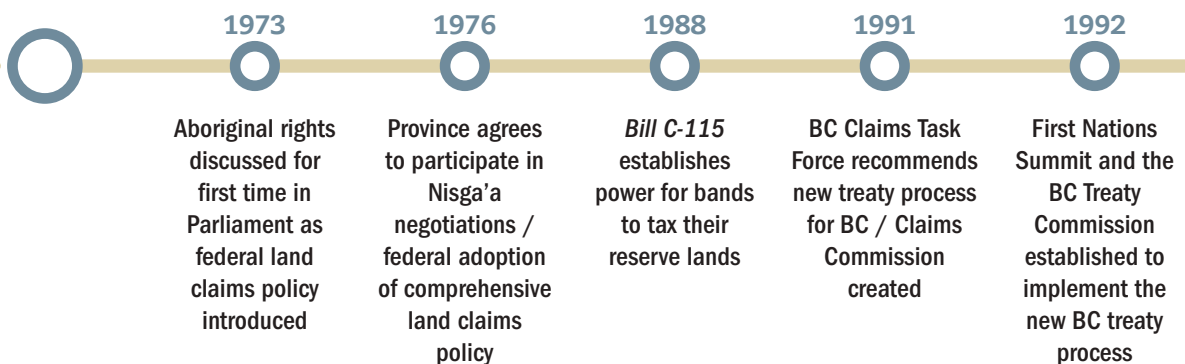 1973
Aboriginal rights
discussed for
first time in
Parliament as
federal land
claims policy
introduced
1976
Province agrees
to participate in
Nisga’a
negotiations /
federal adoption
of comprehensive
land claims
policy
1988
Bill C-115
establishes
power for bands
to tax their
reserve lands
1991
BC Claims Task
Force recommends
new treaty process
for BC / Claims
Commission
created
1992
First Nations
Summit and the
BC Treaty
Commission
established to
implement the
new BC treaty
process